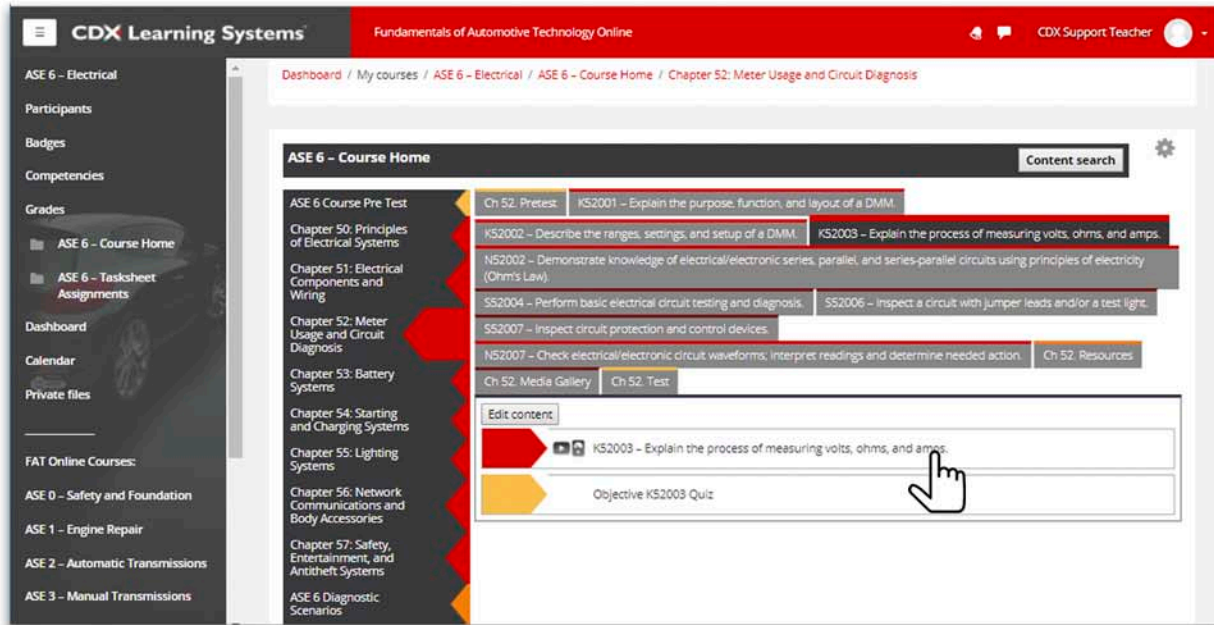 CDX Learning Systems
Fundamentals of Automotive Technology Online
CDX Support Teacher
ASE 6 – Electrical
Participants
Badges
Competencies
Grades
ASE 6 – Course Home
ASE 6 – Tasksheet
Assignments
Dashboard
Calendar
Private files
FAT Online Courses:
ASE 0 – Safety and Foundation
ASE 1 – Engine Repair
ASE 2 – Automatic Transmissions
ASE 3 – Manual Transmissions
Dashboard / My courses / ASE 6 – Electrical / ASE 6 – Course Home / Chapter 52: Meter Usage and Circuit Diagnosis
ASE 6 – Course Home
Content search
ASE 6 Course Pre Test
Chapter 50: Principles
of Electrical Systems
Chapter 51: Electrical
Components and
Wiring
Chapter 52: Meter
Usage and Circuit
Diagnosis
Chapter 53: Battery
Systems
Chapter 54: Starting
and Charging Systems
Chapter 55: Lighting
Systems
Chapter 56: Network
Communications and
Body Accessories
Chapter 57: Safety,
Entertainment, and
Antitheft Systems
ASE 6 Diagnostic
Scenarios
Ch 52. Pretest
K52001 – Explain the purpose, function, and layout of a DMM.
K52002 – Describe the ranges, settings, and setup of a DMM.
K52003 – Explain the process of measuring volts, ohms, and amps.
N52002 – Demonstrate knowledge of electrical/electronic series, parallel, and series-parallel circuits using principles of electricity
(Ohm's Law).
S52004 – Perform basic electrical circuit testing and diagnosis.
S52006 – Inspect a circuit with jumper leads and/or a test light.
S52007 – Inspect circuit protection and control devices.
N52007 – Check electrical/electronic circuit waveforms; interpret readings and determine needed action.
Ch 52. Resources
Ch 52. Media Gallery
Ch 52. Test
Edit content
K52003 – Explain the process of measuring volts, ohms, and amps.
Objective K52003 Quiz